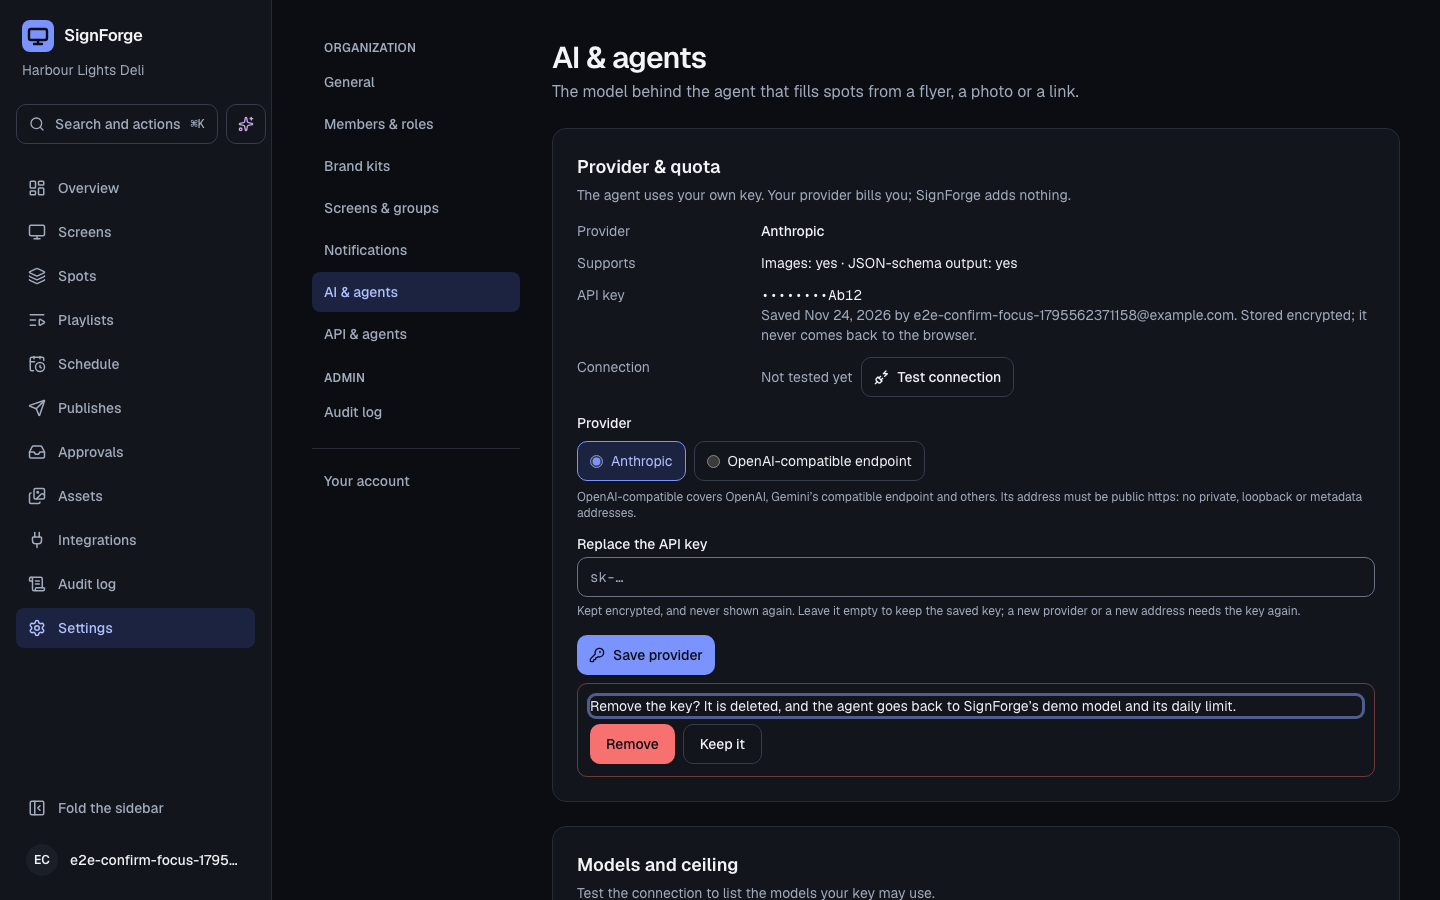 SignForge
Harbour Lights Deli
Search and actions ⌘K
Overview
Screens
Spots
Playlists
Schedule
Publishes
Approvals
Assets
Integrations
Audit log
Settings
Fold the sidebar
EC e2e-confirm-focus-1795…
ORGANIZATION
General
Members & roles
Brand kits
Screens & groups
Notifications
AI & agents
API & agents
ADMIN
Audit log
Your account
AI & agents
The model behind the agent that fills spots from a flyer, a photo or a link.
Provider & quota
The agent uses your own key. Your provider bills you; SignForge adds nothing.
Provider Anthropic
Supports Images: yes · JSON-schema output: yes
API key ••••••••Ab12
Saved Nov 24, 2026 by e2e-confirm-focus-1795562371158@example.com. Stored encrypted; it
never comes back to the browser.
Connection Not tested yet Test connection
Provider
Anthropic OpenAI-compatible endpoint
OpenAI-compatible covers OpenAI, Gemini's compatible endpoint and others. Its address must be public https: no private, loopback or metadata
addresses.
Replace the API key
sk-…
Kept encrypted, and never shown again. Leave it empty to keep the saved key; a new provider or a new address needs the key again.
Save provider
Remove the key? It is deleted, and the agent goes back to SignForge's demo model and its daily limit.
Remove Keep it
Models and ceiling
Test the connection to list the models your key may use.